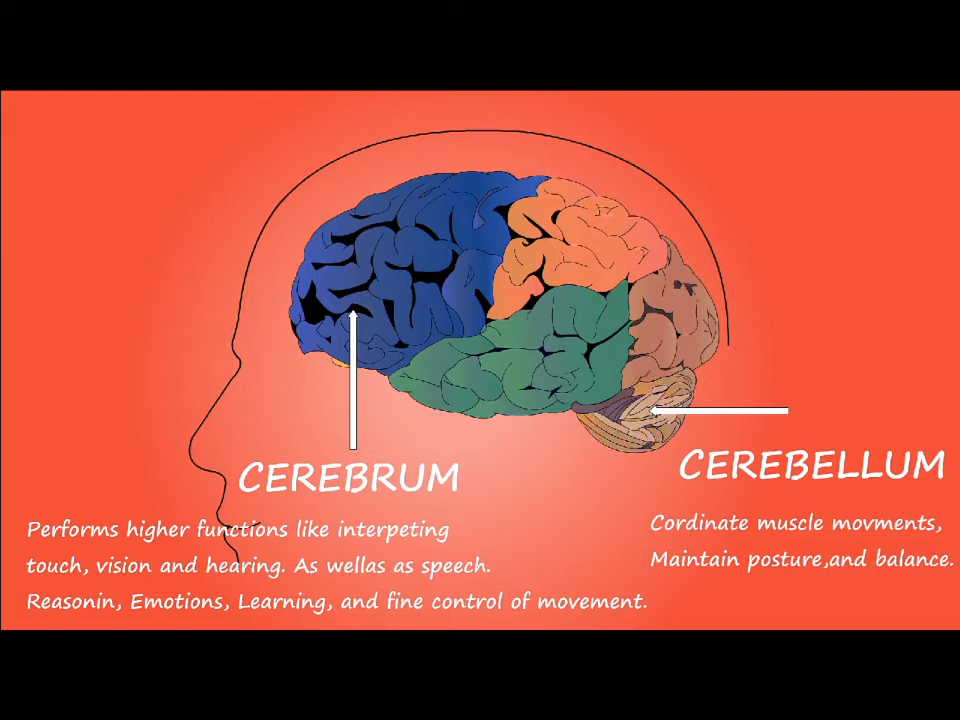 CEREBRUM
Performs higher functions like interpeting
touch, vision and hearing. As wellas as speech.
Reasonin, Emotions, Learning, and fine control of movement.
CEREBELLUM
Cordinate muscle movments,
Maintain posture,and balance.